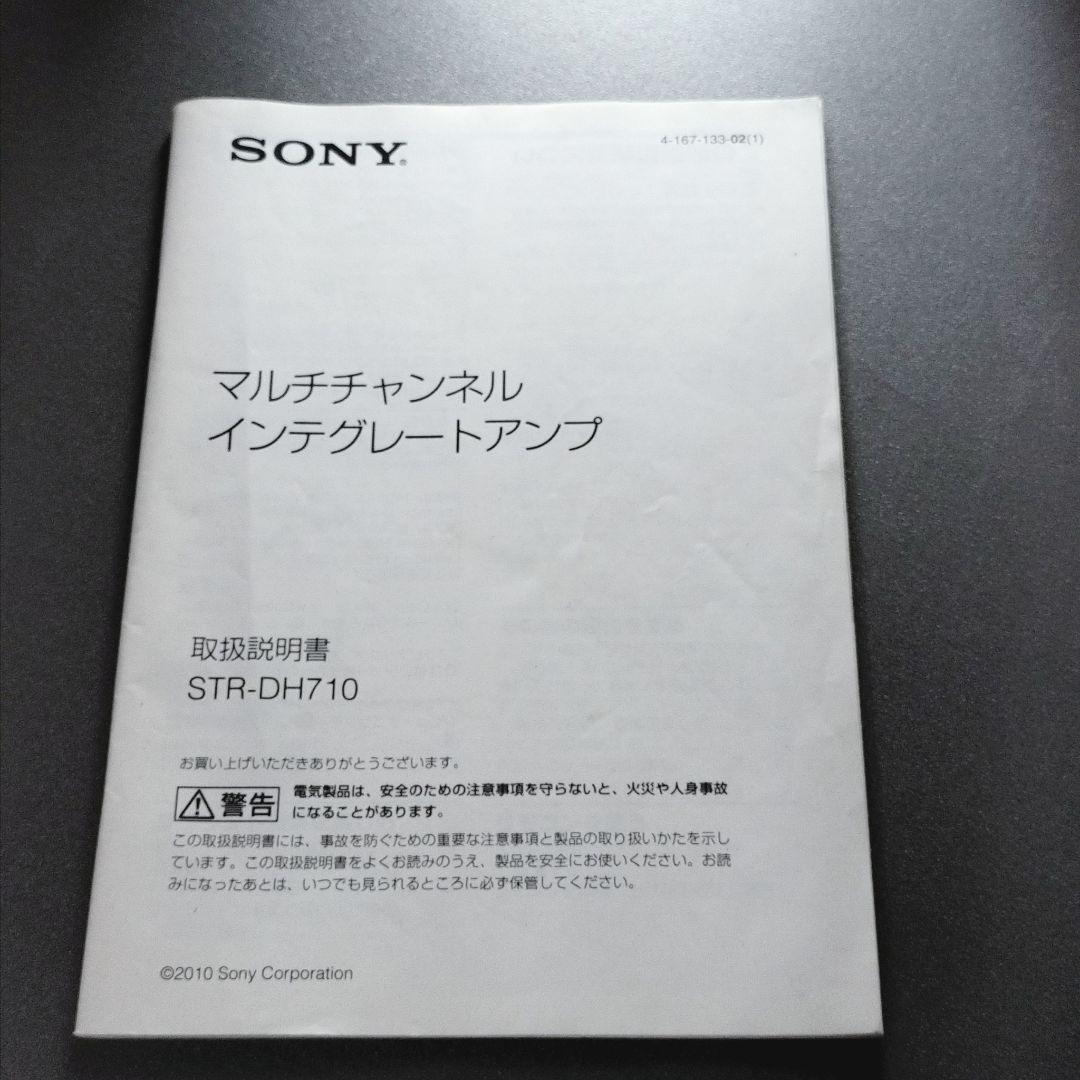 SONY®
4-167-133-02(1)
マルチチャンネル
インテグレートアンプ
取扱説明書
STR-DH710
お買い上げいただきありがとうございます。
⚠警告
電気製品は、安全のための注意事項を守らないと、火災や人身事故
になることがあります。
この取扱説明書には、事故を防ぐための重要な注意事項と製品の取り扱いかたを示し
ています。この取扱説明書をよくお読みのうえ、製品を安全にお使いください。お読
みになったあとは、いつでも見られるところに必ず保管してください。
©2010 Sony Corporation